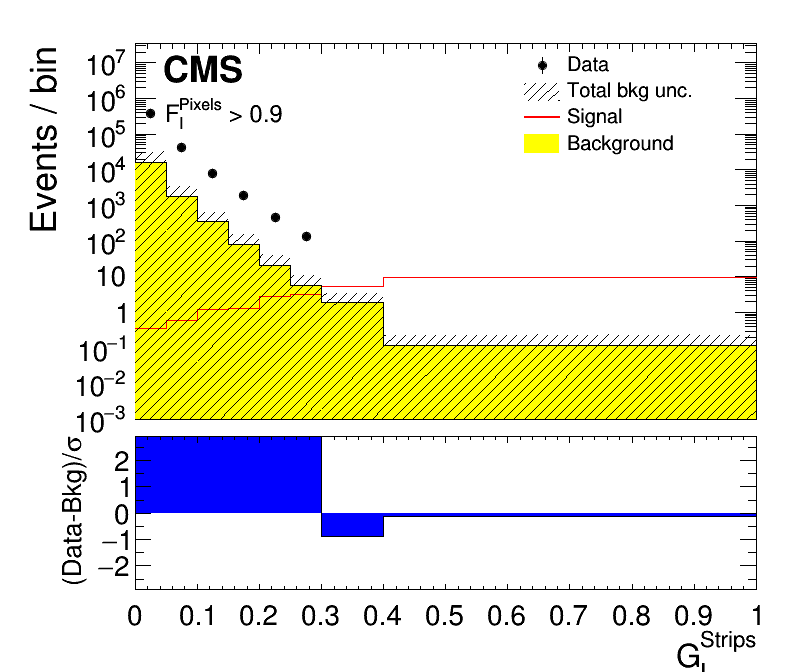 Events / bin
10^7
10^6
10^5
10^4
10^3
10^2
10
1
10^−1
10^−2
10^−3
CMS
F_I^Pixels > 0.9
Data
Total bkg unc.
Signal
Background
(Data-Bkg)/σ
2
1
0
−1
−2
0 0.1 0.2 0.3 0.4 0.5 0.6 0.7 0.8 0.9 1
G_I^Strips